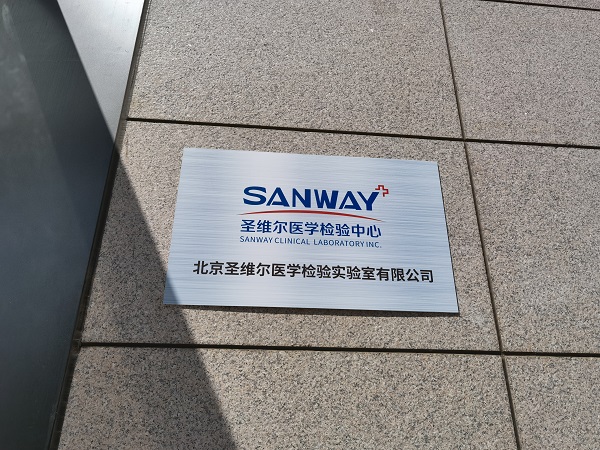 SANWAY
圣维尔医学检验中心
SANWAY CLINICAL LABORATORY INC.
北京圣维尔医学检验实验室有限公司